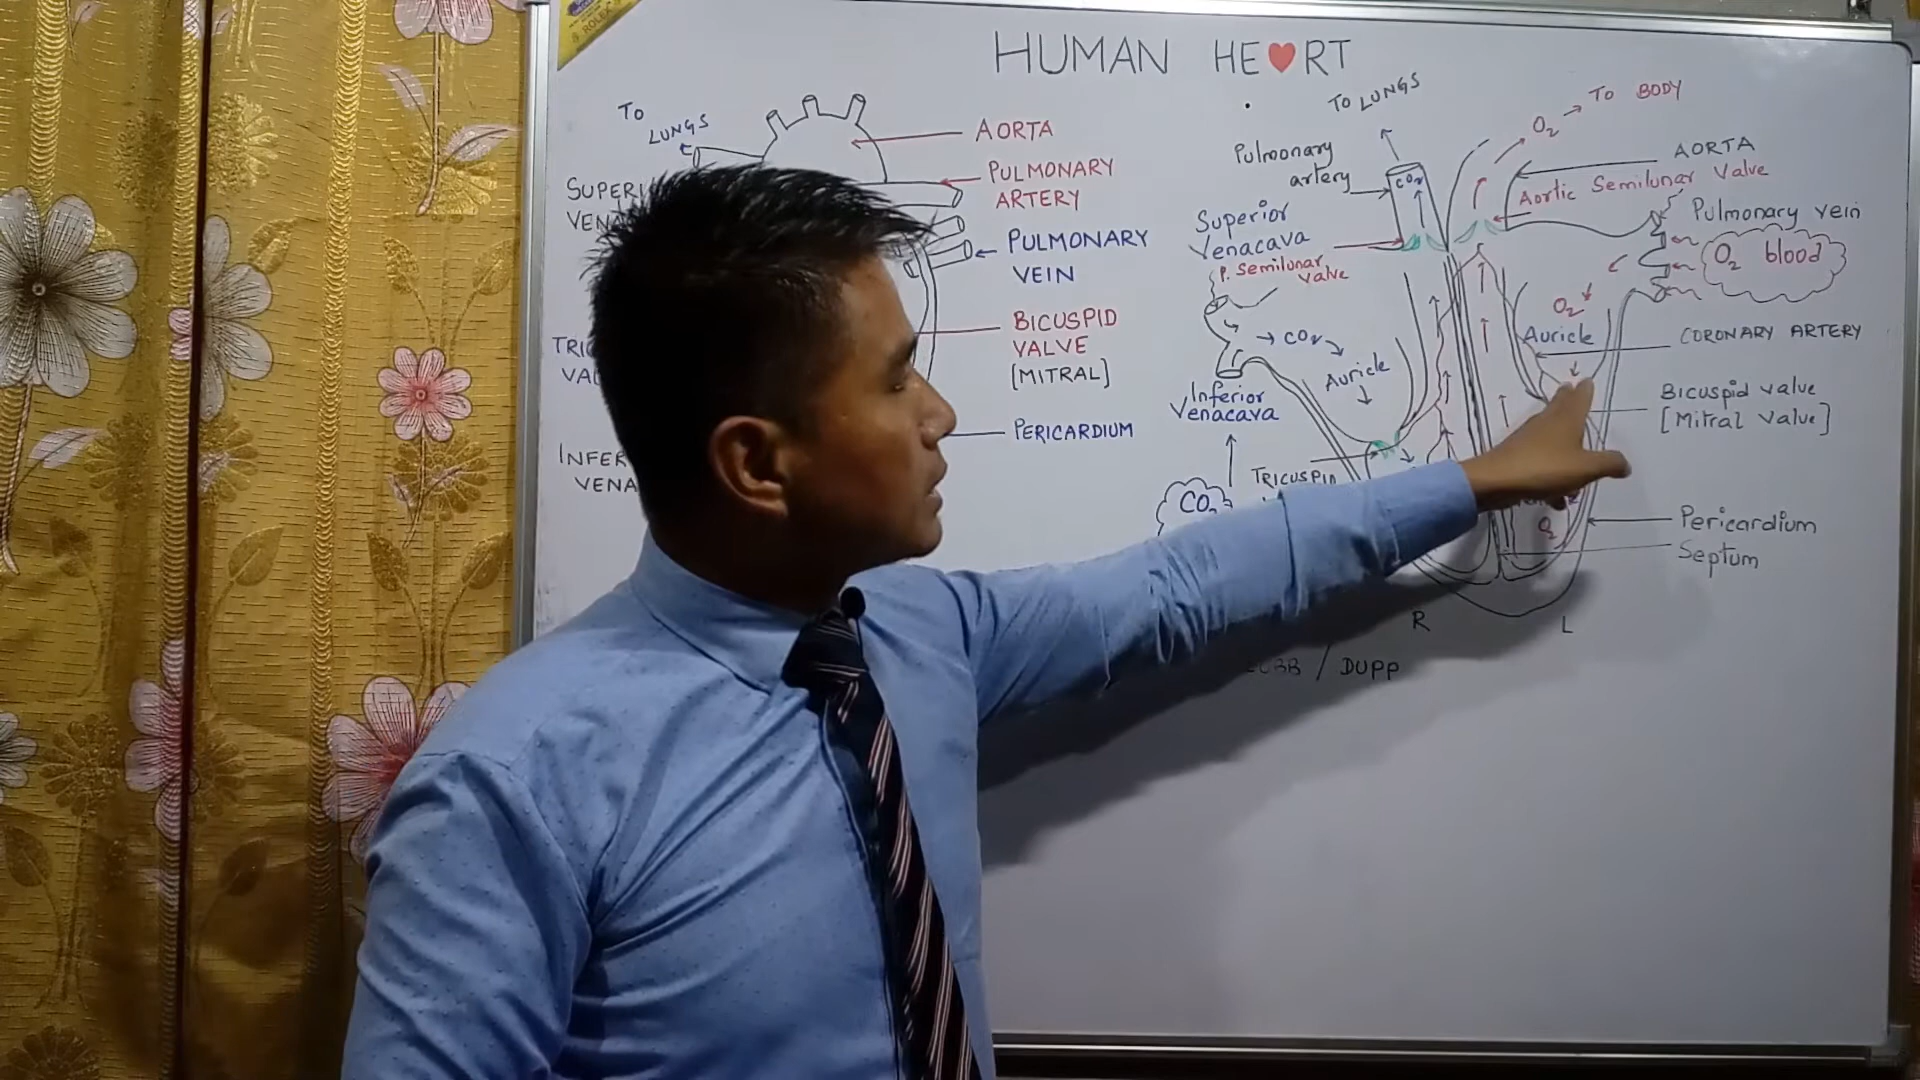 HUMAN HE RT
TO
LUNGS
AORTA
PULMONARY
ARTERY
PULMONARY
VEIN
BICUSPID
VALVE
[MITRAL]
PERICARDIUM
TO LUNGS
O₂ → TO BODY
Pulmonary
artery
CO₂
AORTA
Aortic Semilunar Valve
Superior
Venacava
P. Semilunar
Valve
Pulmonary vein
O₂ blood
O₂
Auricle
CO₂
Auricle
CORONARY ARTERY
Inferior
Venacava
Bicuspid valve
[Mitral Valve]
TRICUSPID
CO₂
Pericardium
Septum
R
L
/ DUPP